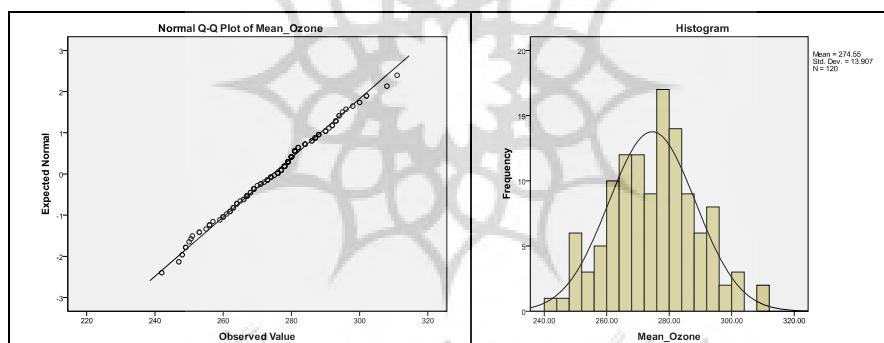 Normal Q-Q Plot of Mean_Ozone
Expected Normal
3
2
1
0
-1
-2
-3
220
240
260
280
300
320
Observed Value
Histogram
Frequency
20
15
10
5
0
240.00
260.00
280.00
300.00
320.00
Mean_Ozone
Mean = 274.55
Std. Dev. = 13.907
N = 120